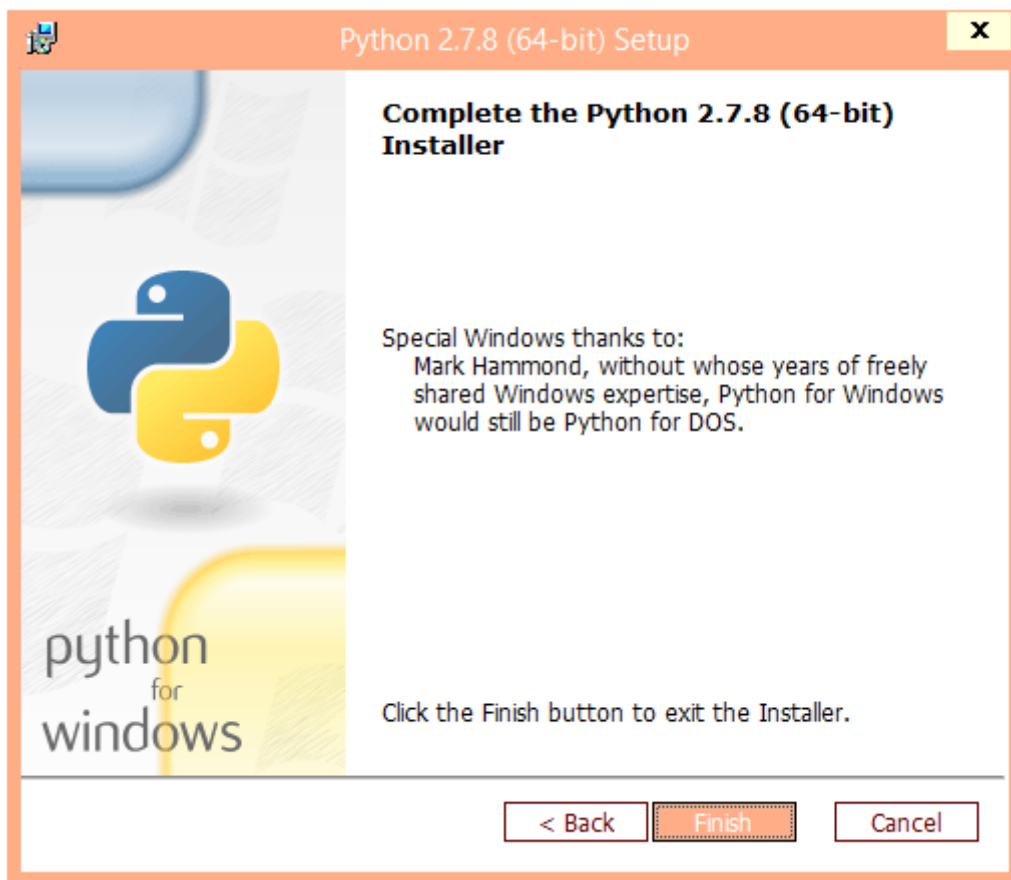 Python 2.7.8 (64-bit) Setup
x
Complete the Python 2.7.8 (64-bit)
Installer
Special Windows thanks to:
Mark Hammond, without whose years of freely
shared Windows expertise, Python for Windows
would still be Python for DOS.
python
for
windows
Click the Finish button to exit the Installer.
< Back
Finish
Cancel